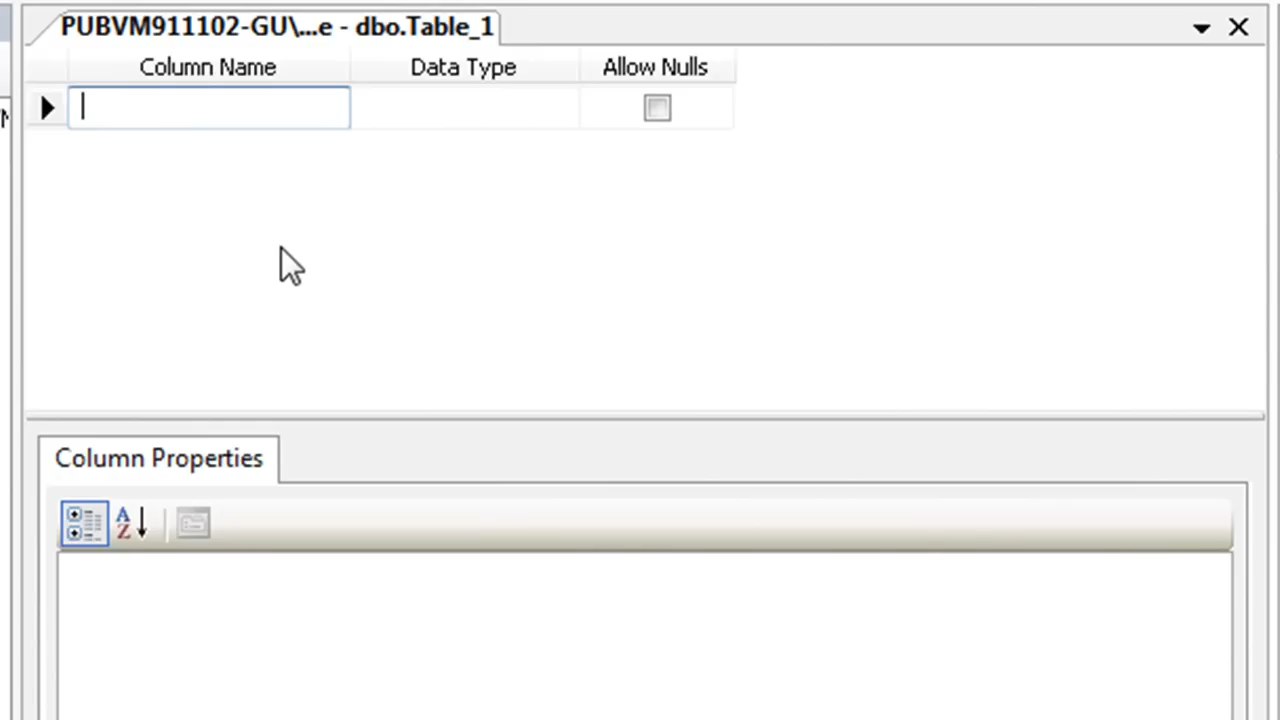 PUBVM911102-GU\...e - dbo.Table_1
Column Name Data Type Allow Nulls
Column Properties